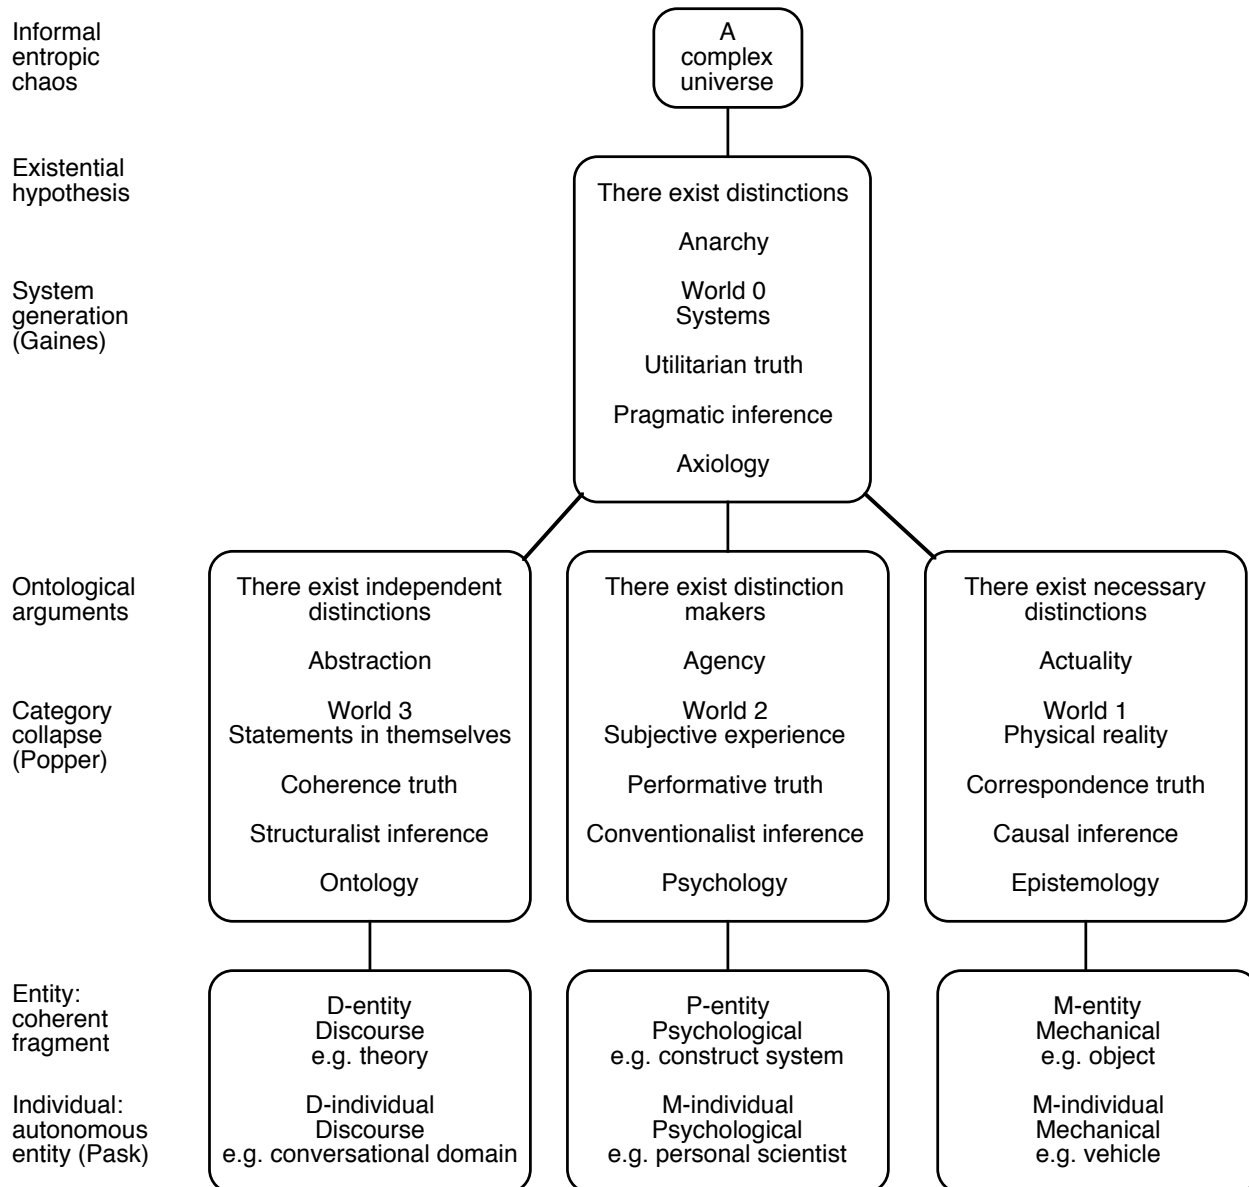 Informal
entropic
chaos
A
complex
universe
Existential
hypothesis
There exist distinctions
Anarchy
System
generation
(Gaines)
World 0
Systems
Utilitarian truth
Pragmatic inference
Axiology
Ontological
arguments
There exist independent
distinctions
Abstraction
There exist distinction
makers
Agency
There exist necessary
distinctions
Actuality
Category
collapse
(Popper)
World 3
Statements in themselves
Coherence truth
Structuralist inference
Ontology
World 2
Subjective experience
Performative truth
Conventionalist inference
Psychology
World 1
Physical reality
Correspondence truth
Causal inference
Epistemology
Entity:
coherent
fragment
D-entity
Discourse
e.g. theory
P-entity
Psychological
e.g. construct system
M-entity
Mechanical
e.g. object
Individual:
autonomous
entity (Pask)
D-individual
Discourse
e.g. conversational domain
M-individual
Psychological
e.g. personal scientist
M-individual
Mechanical
e.g. vehicle